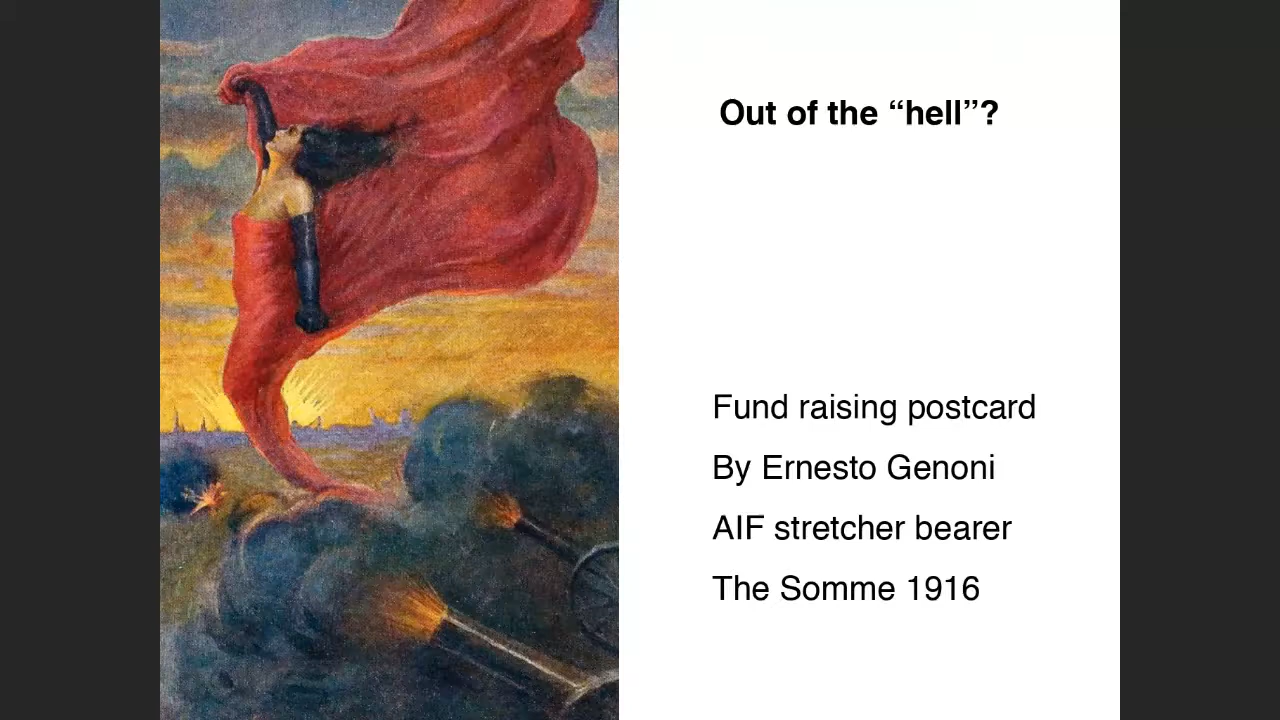 Out of the “hell”?
Fund raising postcard
By Ernesto Genoni
AIF stretcher bearer
The Somme 1916